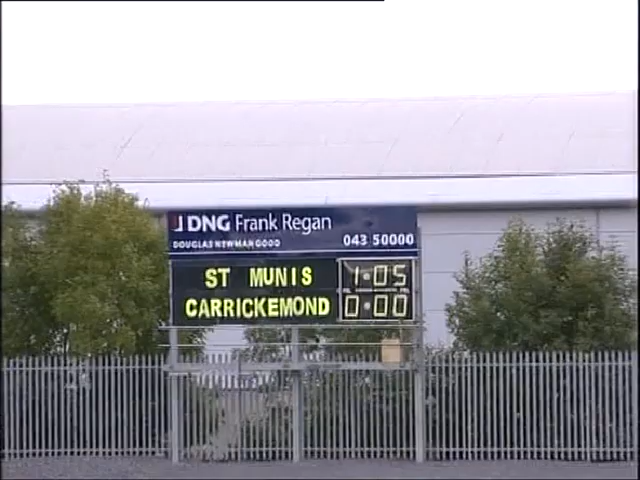 DNG Frank Regan
DOUGLAS NEWMAN GOOD 043 50000
ST MUNIS 1:05
CARRICKEMOND 0:00